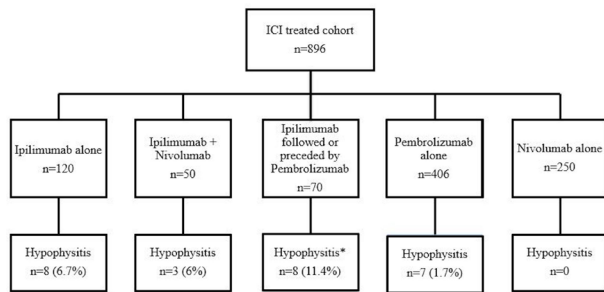 ICI treated cohort
n=896
Ipilimumab alone
n=120
Ipilimumab +
Nivolumab
n=50
Ipilimumab
followed or
preceded by
Pembrolizumab
n=70
Pembrolizumab
alone
n=406
Nivolumab alone
n=250
Hypophysitis
n=8 (6.7%)
Hypophysitis
n=3 (6%)
Hypophysitis*
n=8 (11.4%)
Hypophysitis
n=7 (1.7%)
Hypophysitis
n=0